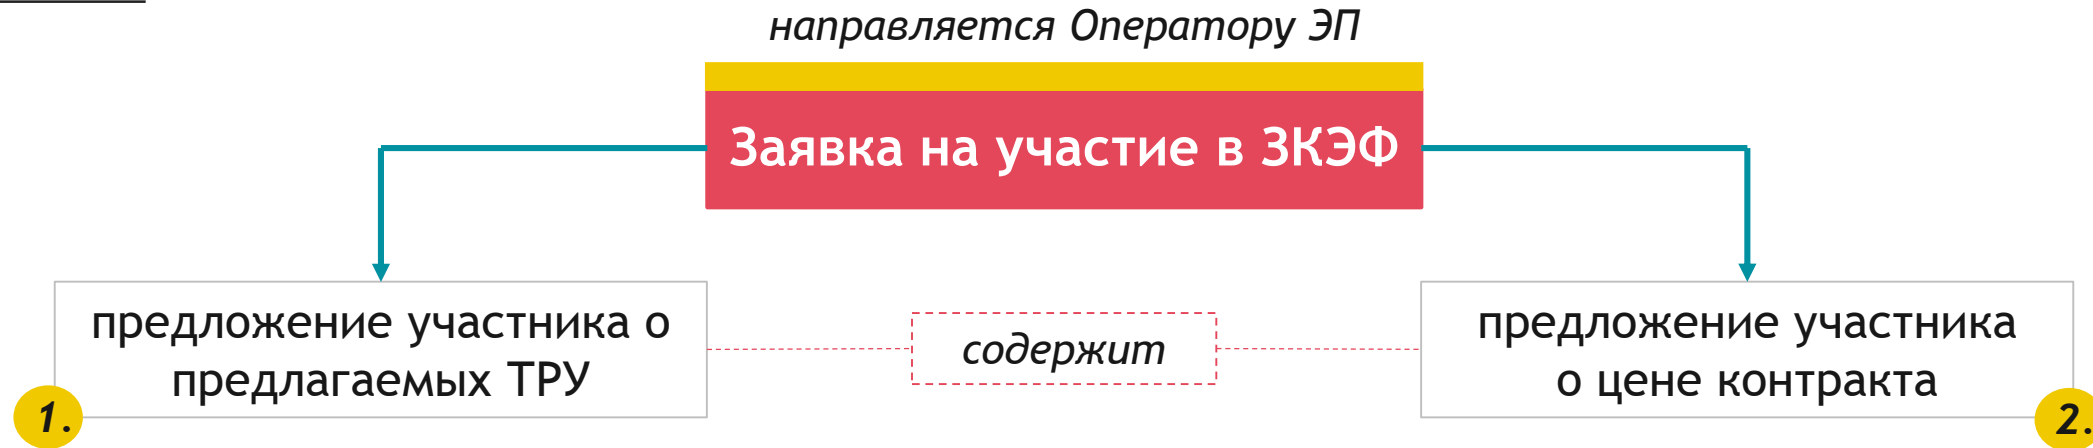 направляется Оператору ЭП
Заявка на участие в ЗКЭФ
предложение участника о
предлагаемых ТРУ
1.
содержит
предложение участника
о цене контракта
2.